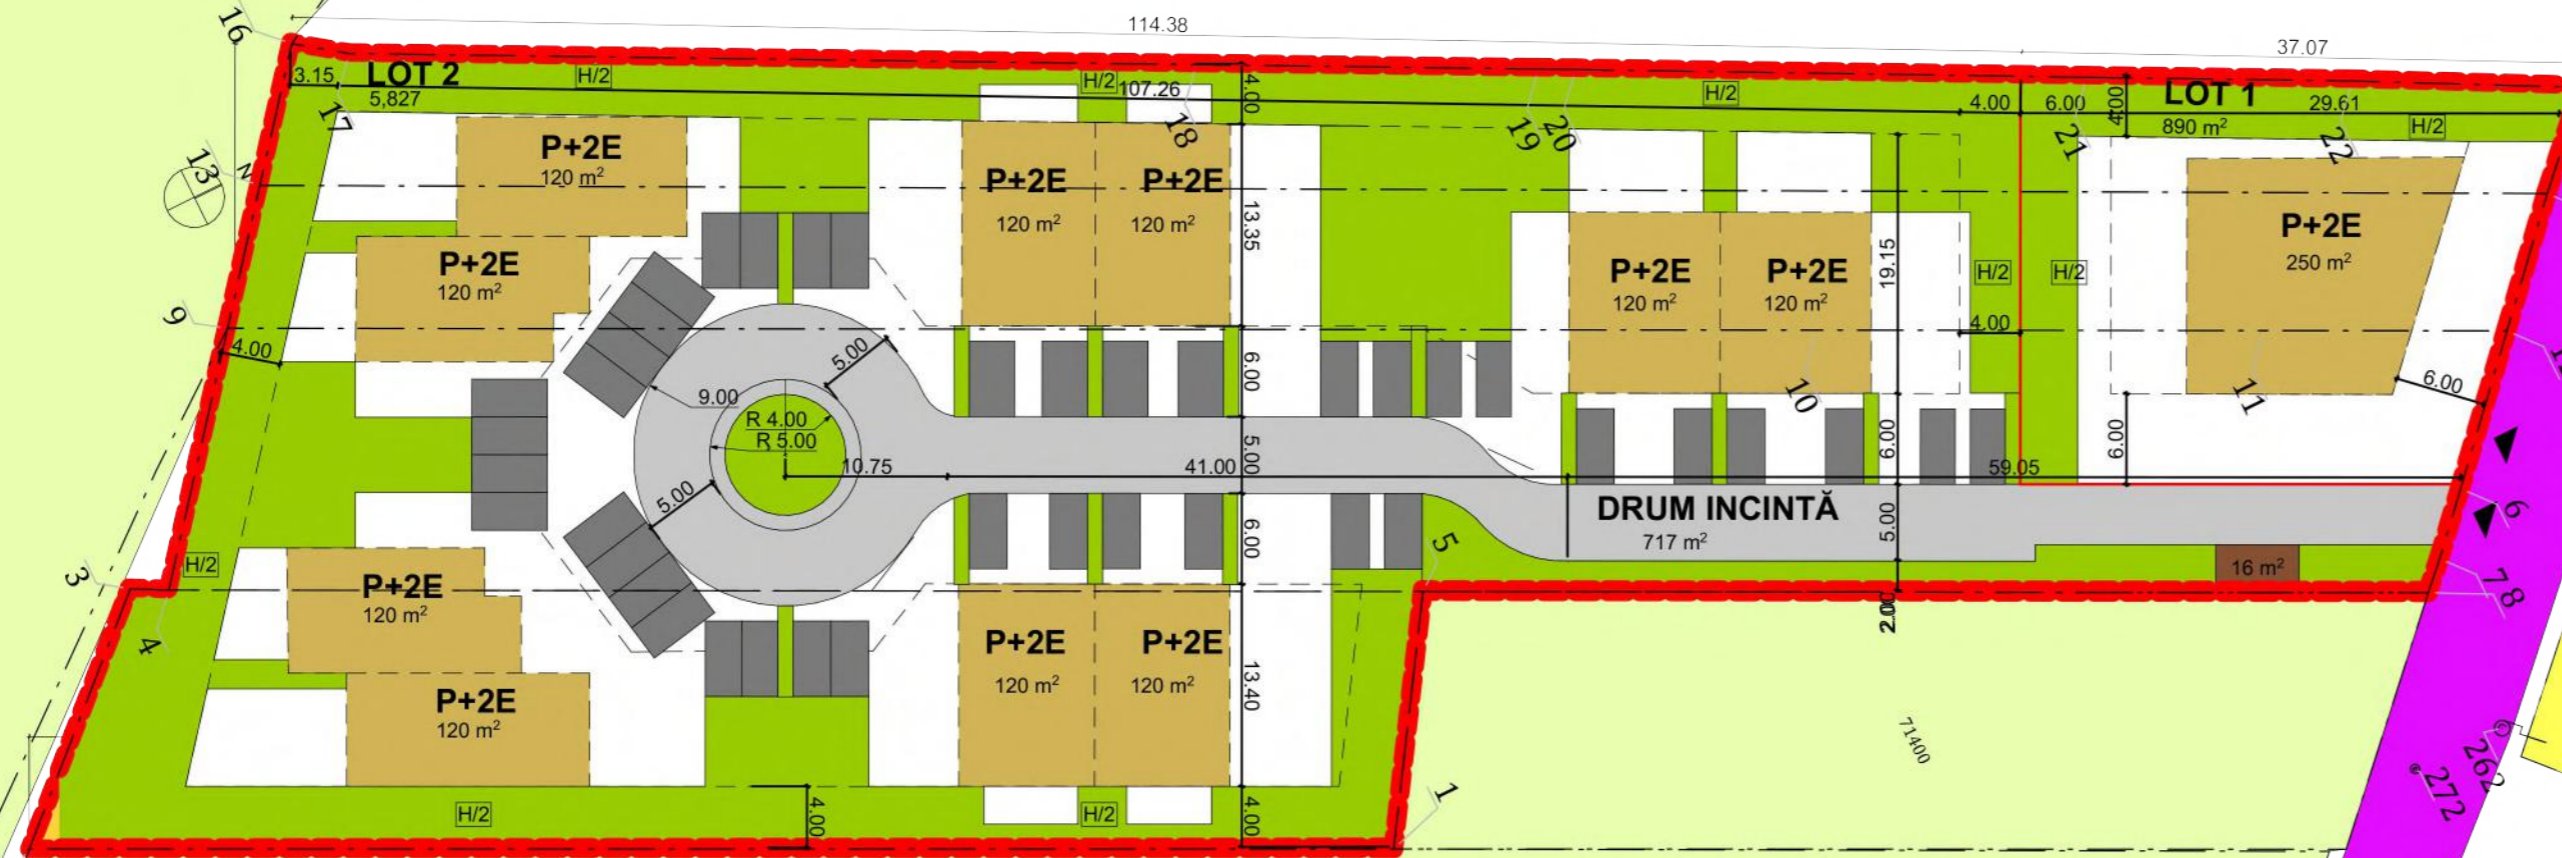 114.38
37.07
16
3.15
LOT 2
5,827
H/2
H/2
107.26
4.00
H/2
4.00
6.00
4.00
LOT 1
890 m²
29.61
H/2
17
18
19
20
21
22
13
N
P+2E
120 m²
P+2E
120 m²
P+2E
120 m²
P+2E
120 m²
13.35
P+2E
120 m²
P+2E
120 m²
19.15
H/2
H/2
P+2E
250 m²
9
4.00
5.00
9.00
R 4.00
R 5.00
6.00
4.00
10
11
6.00
10.75
41.00
5.00
6.00
59.05
6.00
5.00
DRUM INCINTĂ
717 m²
5.00
6.00
5
16 m²
6
7
8
3
4
H/2
P+2E
120 m²
P+2E
120 m²
P+2E
120 m²
P+2E
120 m²
13.40
2.00
71400
H/2
4.00
H/2
4.00
1
262
272